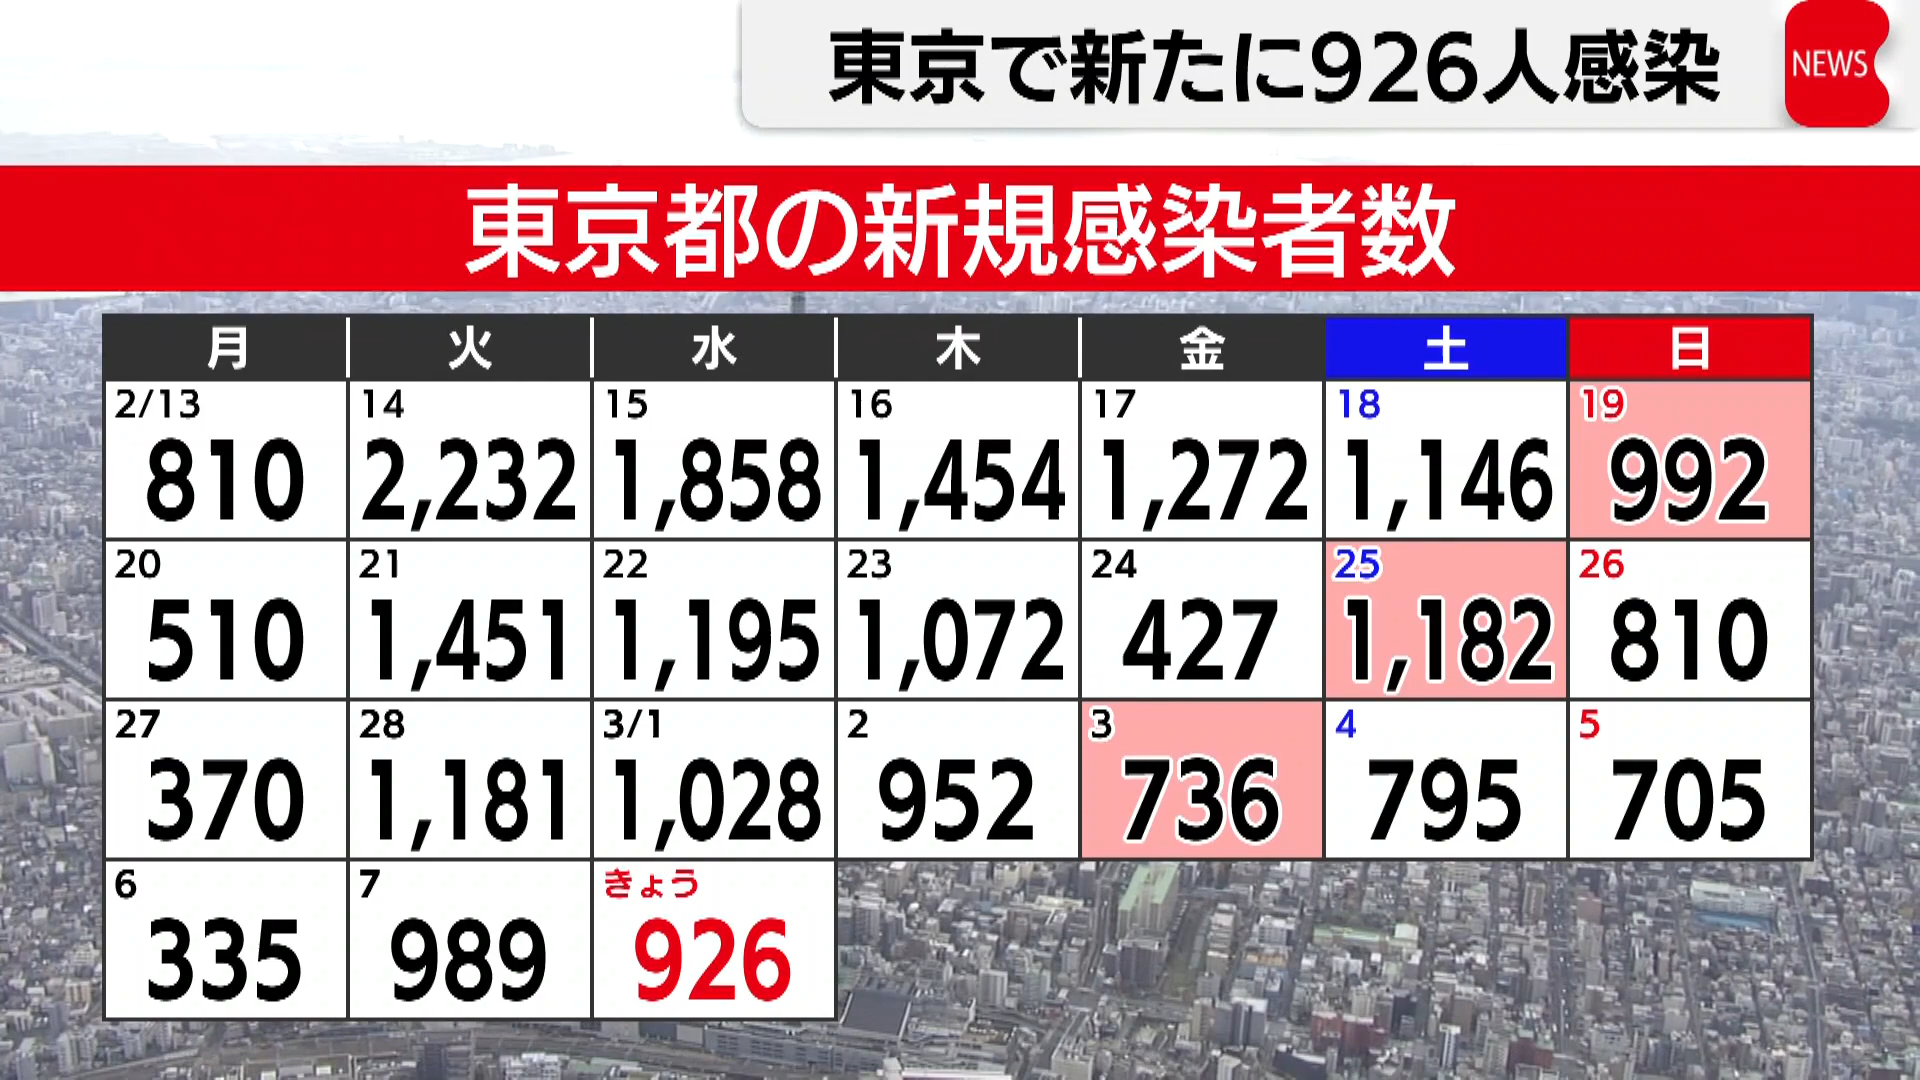 東京で新たに926人感染
NEWS
東京都の新規感染者数
月 火 水 木 金 土 日
2/13 14 15 16 17 18 19
810 2,232 1,858 1,454 1,272 1,146 992
20 21 22 23 24 25 26
510 1,451 1,195 1,072 427 1,182 810
27 28 3/1 2 3 4 5
370 1,181 1,028 952 736 795 705
6 7 きょう
335 989 926